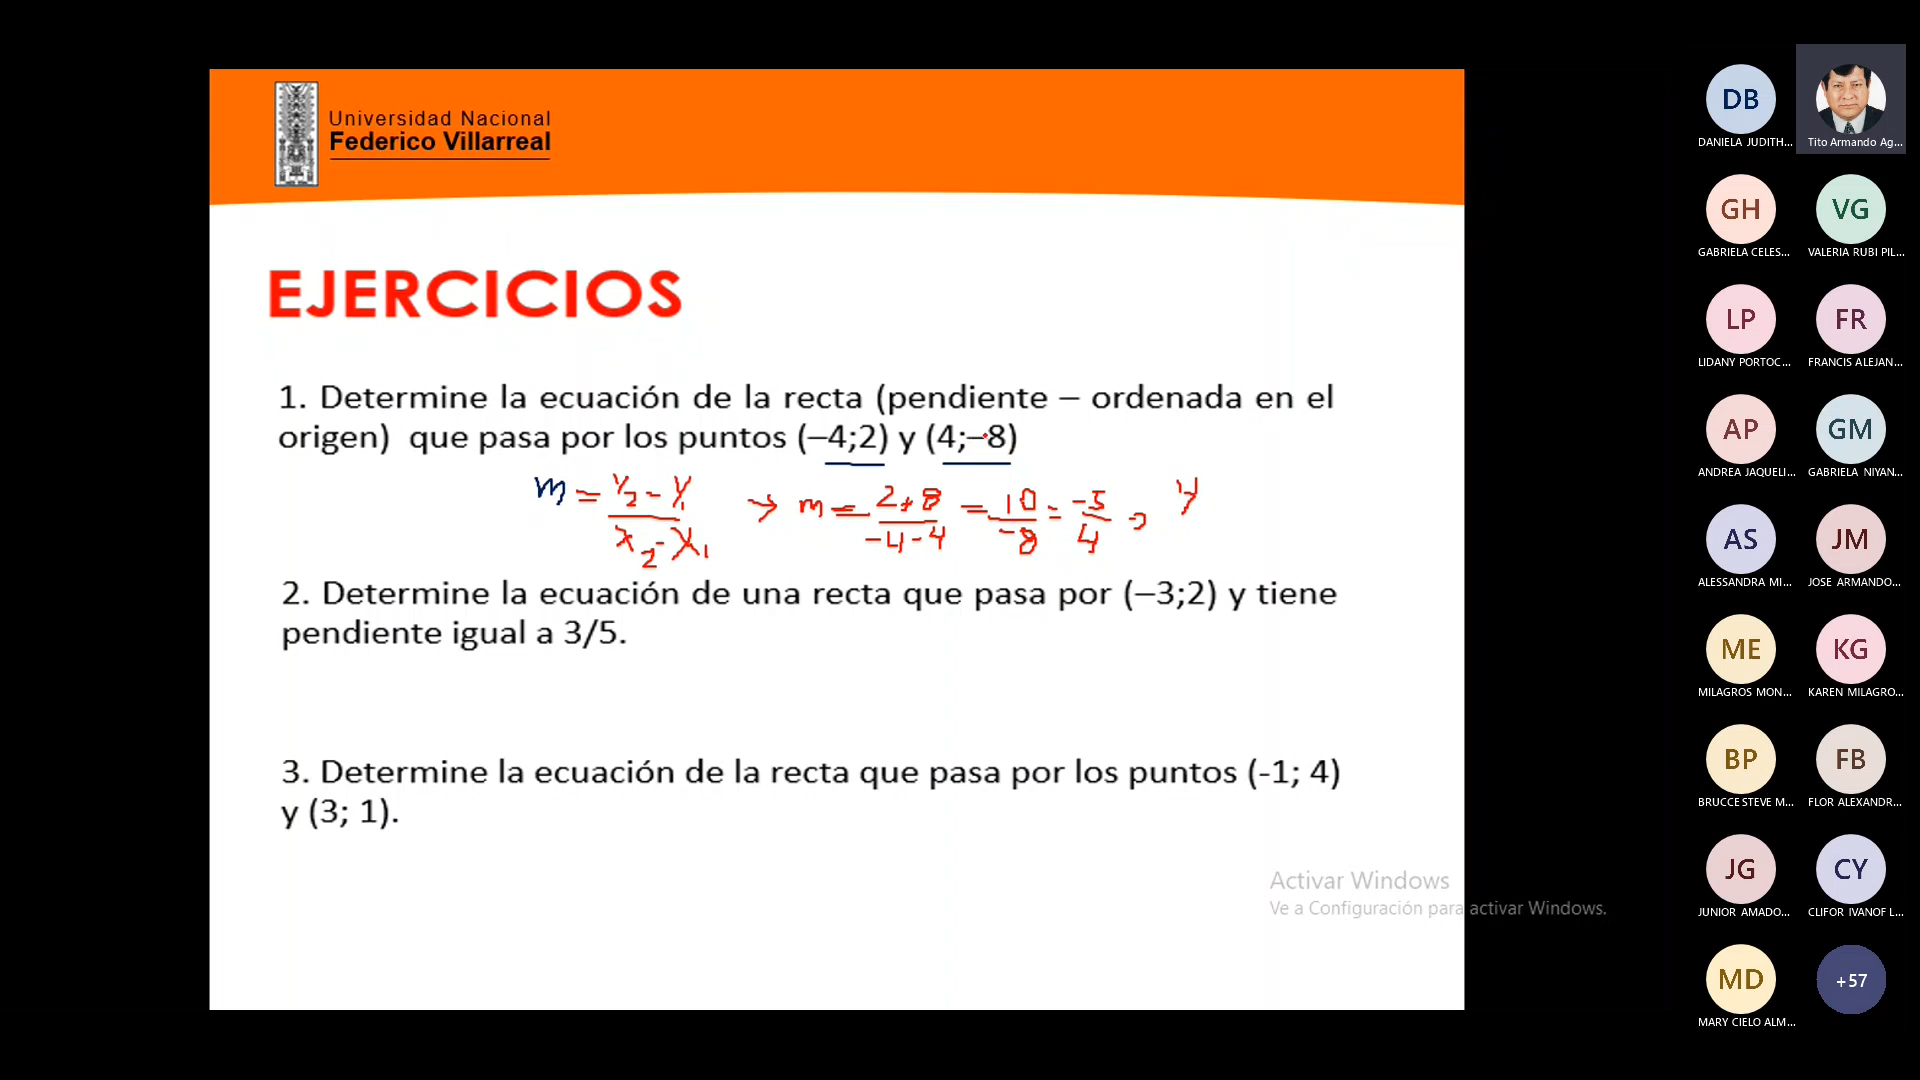 Universidad Nacional
Federico Villarreal
EJERCICIOS
1. Determine la ecuación de la recta (pendiente – ordenada en el
origen) que pasa por los puntos (–4;2) y (4;–8)
m = y₂ - y₁ / x₂ - x₁ → m = 2+8 / -4-4 = 10 / -8 = -5 / 4 ⇒ y
2. Determine la ecuación de una recta que pasa por (–3;2) y tiene
pendiente igual a 3/5.
3. Determine la ecuación de la recta que pasa por los puntos (-1; 4)
y (3; 1).
Activar Windows
Ve a Configuración para activar Windows.
DB
DANIELA JUDITH...
Tito Armando Ag...
GH
GABRIELA CELES...
VG
VALERIA RUBI PIL...
LP
LIDANY PORTOC...
FR
FRANCIS ALEJAN...
AP
ANDREA JAQUELI...
GM
GABRIELA NIYAN...
AS
ALESSANDRA MI...
JM
JOSE ARMANDO...
ME
MILAGROS MON...
KG
KAREN MILAGRO...
BP
BRUCCE STEVE M...
FB
FLOR ALEXANDR...
JG
JUNIOR AMADO...
CY
CLIFOR IVANOF L...
MD
MARY CIELO ALM...
+57